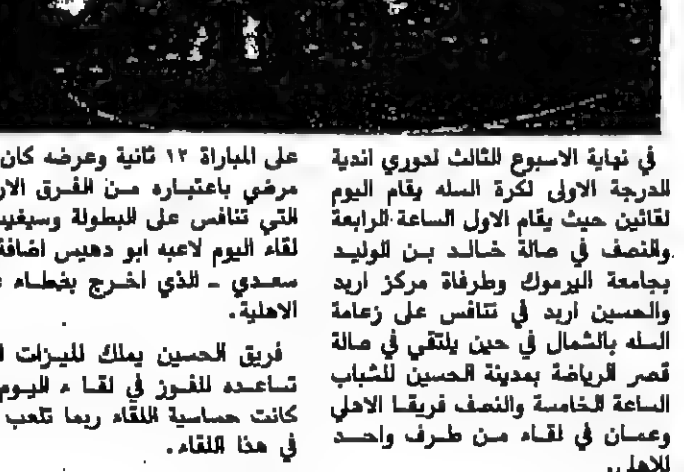 في نهاية الاسبوع الثالث لدوري اندية
الدرجة الاولى لكرة السله يقام اليوم
لقائين حيث يقام الاول الساعة الرابعة
والنصف في صالة خالد بن الوليد
بجامعة اليرموك وطرفاة مركز اربد
والحسين اربد في تنافس على زعامة
السله بالشمال في حين يلتقي في صالة
قصر الرياضة بمدينة الحسين للشباب
الساعة الخامسة والنصف فريقا الاهلي
وعمان في لقاء من طرف واحد
للاهلي.
على المباراة ١٢ ثانية وعرضه كان
مرضي باعتباره من الفرق
التي تنافس على البطولة
لقاء اليوم لاعبه ابو دهيس اضافة
سعدي - الذي اخرج بخطاء
الاهلية.
فريق الحسين يملك الميزات
تساعده للفوز في لقا ء اليوم
كانت حساسية اللقاء ربما تلعب
في هذا اللقاء.